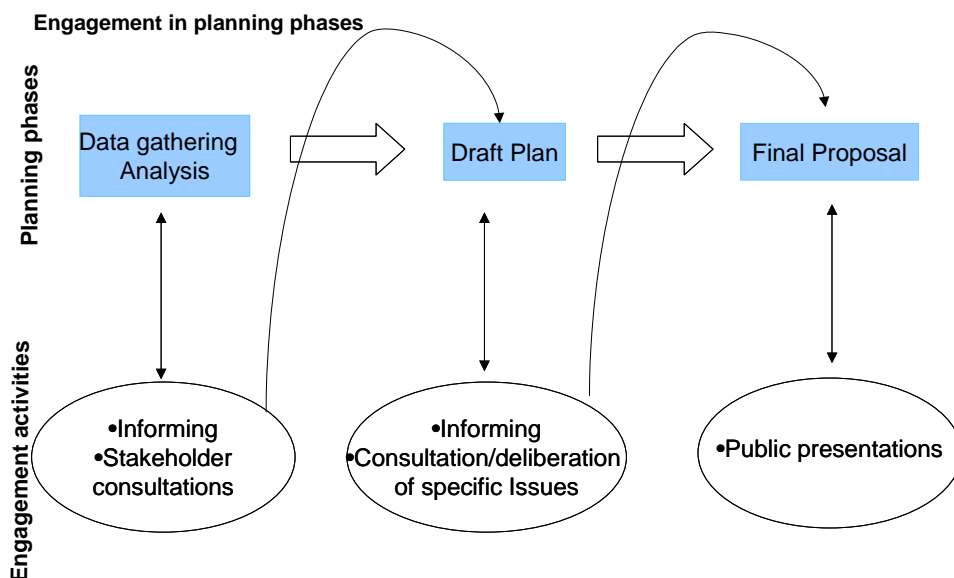 Engagement in planning phases
Planning phases
Data gathering
Analysis
Draft Plan
Final Proposal
Engagement activities
•Informing
•Stakeholder
consultations
•Informing
•Consultation/deliberation
of specific Issues
•Public presentations